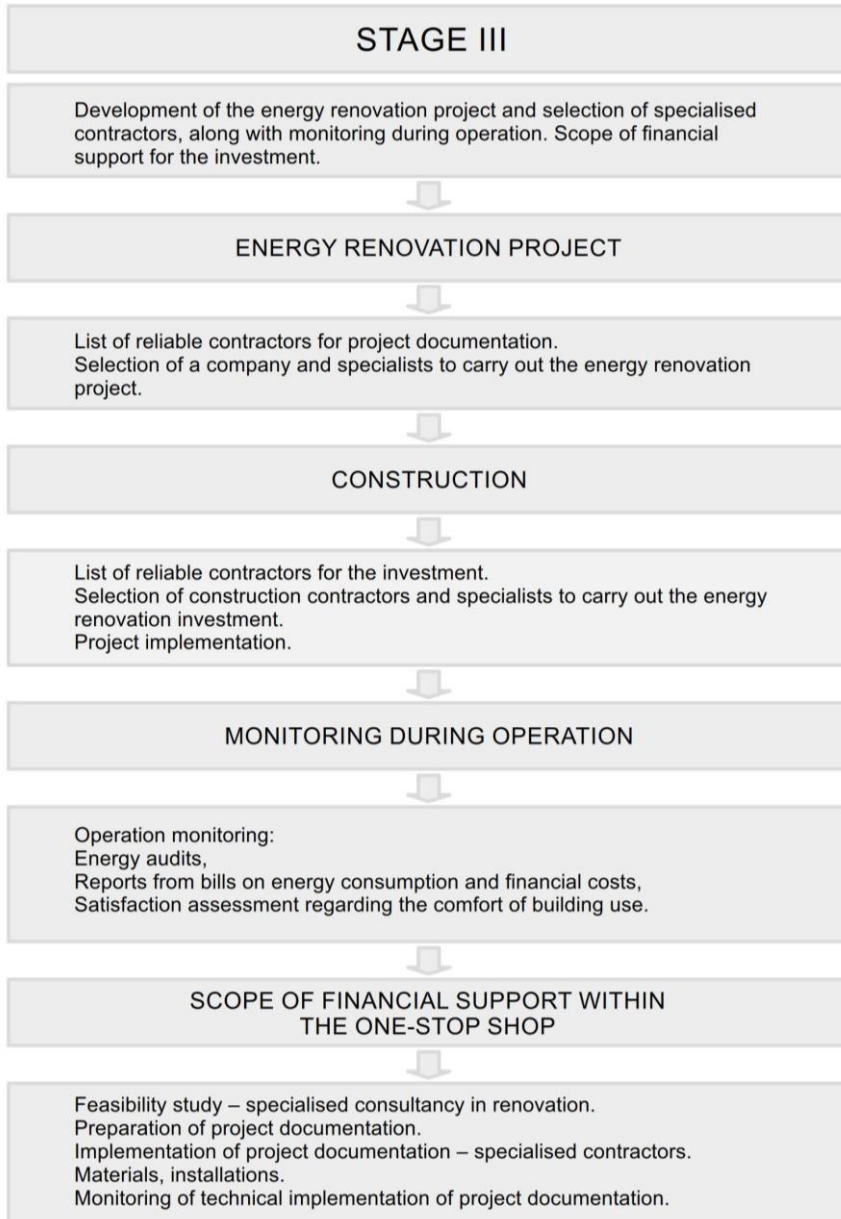 STAGE III
Development of the energy renovation project and selection of specialised
contractors, along with monitoring during operation. Scope of financial
support for the investment.
ENERGY RENOVATION PROJECT
List of reliable contractors for project documentation.
Selection of a company and specialists to carry out the energy renovation
project.
CONSTRUCTION
List of reliable contractors for the investment.
Selection of construction contractors and specialists to carry out the energy
renovation investment.
Project implementation.
MONITORING DURING OPERATION
Operation monitoring:
Energy audits,
Reports from bills on energy consumption and financial costs,
Satisfaction assessment regarding the comfort of building use.
SCOPE OF FINANCIAL SUPPORT WITHIN
THE ONE-STOP SHOP
Feasibility study – specialised consultancy in renovation.
Preparation of project documentation.
Implementation of project documentation – specialised contractors.
Materials, installations.
Monitoring of technical implementation of project documentation.